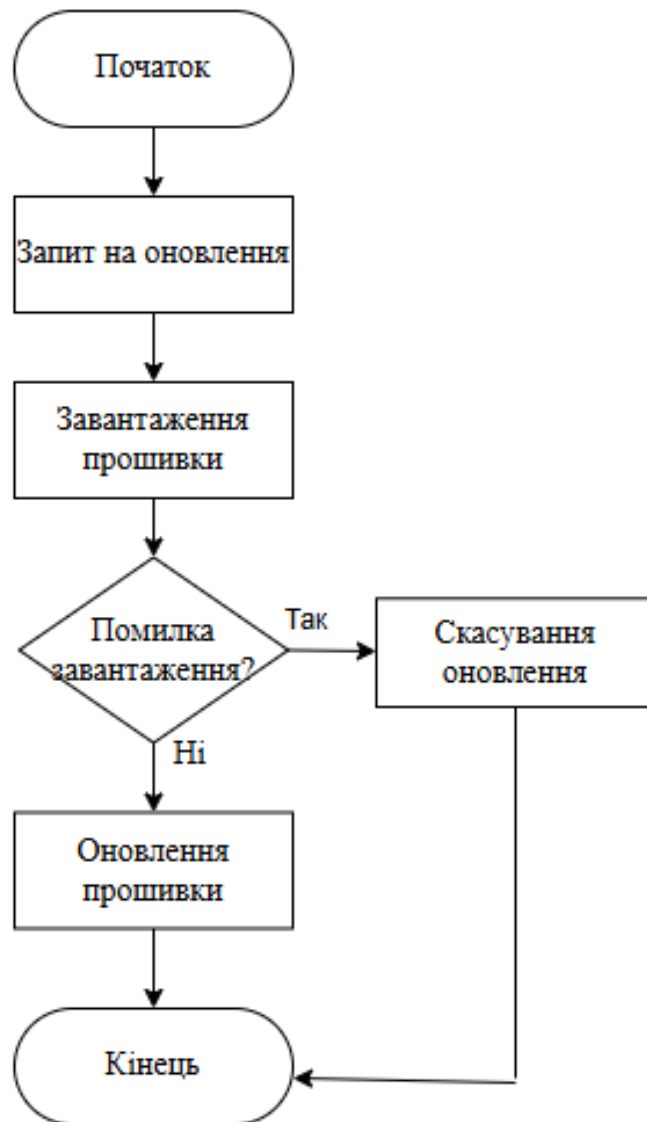 Початок
Запит на оновлення
Завантаження
прошивки
Помилка
завантаження?
Так
Скасування
оновлення
Ні
Оновлення
прошивки
Кінець